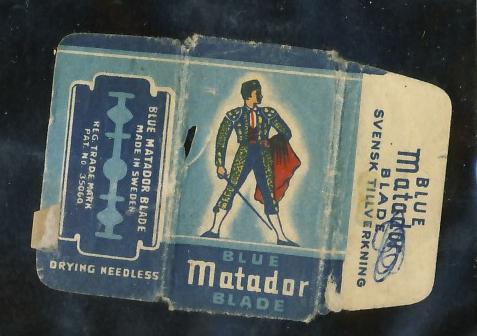 BLUE MATADOR BLADE
MADE IN SWEDEN
REG. TRADE MARK
PAT. No 35060
DRYING NEEDLESS
BLUE
Matador
BLADE
BLUE
Matador
BLADE
SVENSK TILLVERKNING